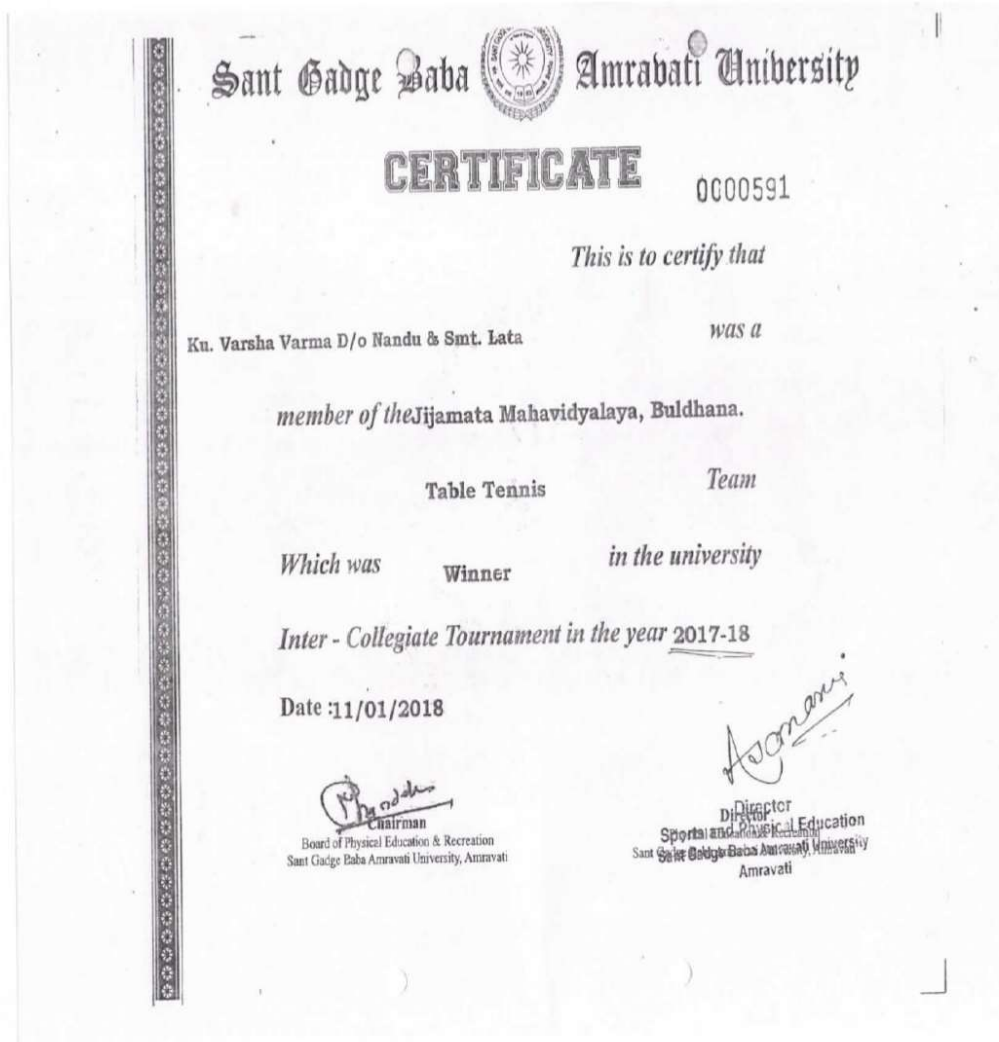 Sant Gadge Baba Amravati University
CERTIFICATE
0000591
This is to certify that
Ku. Varsha Varma D/o Nandu & Smt. Lata was a
member of the Jijamata Mahavidyalaya, Buldhana.
Table Tennis Team
Which was Winner in the university
Inter - Collegiate Tournament in the year 2017-18
Date :11/01/2018
Chairman
Board of Physical Education & Recreation
Sant Gadge Baba Amravati University, Amravati
Director
Sports and Physical Education
Sant Gadge Baba Amravati University
Amravati